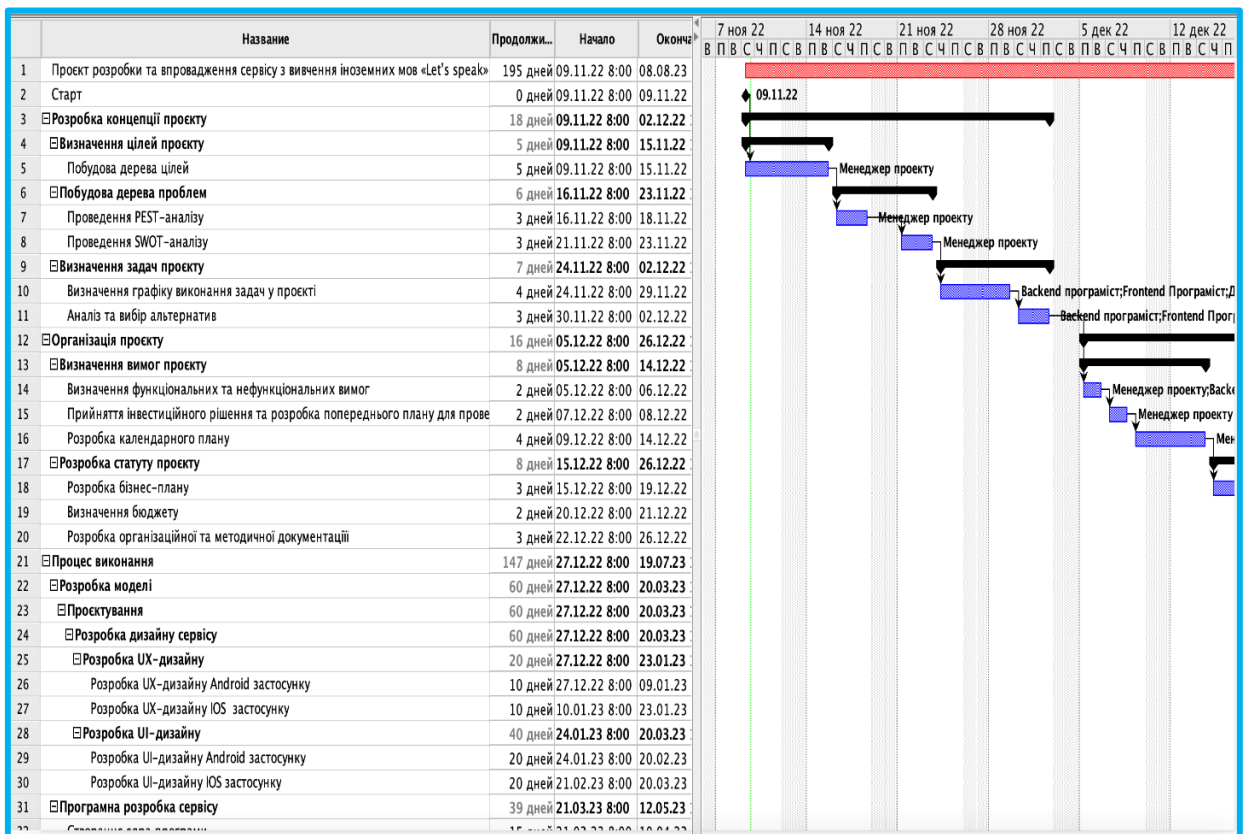 Название Продолжи... Начало Оконча
7 ноя 22 14 ноя 22 21 ноя 22 28 ноя 22 5 дек 22 12 дек 22
В П В С Ч П С В П В С Ч П С В П В С Ч П С В П В С Ч П С В П В С Ч П С В П В С Ч П
1 Проєкт розробки та впровадження сервісу з вивчення іноземних мов «Let's speak» 195 дней 09.11.22 8:00 08.08.23
2 Старт 0 дней 09.11.22 8:00 09.11.22 09.11.22
3 Розробка концепції проєкту 18 дней 09.11.22 8:00 02.12.22
4 Визначення цілей проєкту 5 дней 09.11.22 8:00 15.11.22
5 Побудова дерева цілей 5 дней 09.11.22 8:00 15.11.22 Менеджер проекту
6 Побудова дерева проблем 6 дней 16.11.22 8:00 23.11.22
7 Проведення PEST-аналізу 3 дней 16.11.22 8:00 18.11.22 Менеджер проекту
8 Проведення SWOT-аналізу 3 дней 21.11.22 8:00 23.11.22 Менеджер проекту
9 Визначення задач проєкту 7 дней 24.11.22 8:00 02.12.22
10 Визначення графіку виконання задач у проєкті 4 дней 24.11.22 8:00 29.11.22 Backend програміст;Frontend Програміст;Д
11 Аналіз та вибір альтернатив 3 дней 30.11.22 8:00 02.12.22 Backend програміст;Frontend Прогр
12 Організація проєкту 16 дней 05.12.22 8:00 26.12.22
13 Визначення вимог проєкту 8 дней 05.12.22 8:00 14.12.22
14 Визначення функціональних та нефункціональних вимог 2 дней 05.12.22 8:00 06.12.22 Менеджер проекту;Backe
15 Прийняття інвестиційного рішення та розробка попереднього плану для прове 2 дней 07.12.22 8:00 08.12.22 Менеджер проекту
16 Розробка календарного плану 4 дней 09.12.22 8:00 14.12.22 Мен
17 Розробка статуту проєкту 8 дней 15.12.22 8:00 26.12.22
18 Розробка бізнес-плану 3 дней 15.12.22 8:00 19.12.22
19 Визначення бюджету 2 дней 20.12.22 8:00 21.12.22
20 Розробка організаційної та методичної документаціїі 3 дней 22.12.22 8:00 26.12.22
21 Процес виконання 147 дней 27.12.22 8:00 19.07.23
22 Розробка моделі 60 дней 27.12.22 8:00 20.03.23
23 Проєктування 60 дней 27.12.22 8:00 20.03.23
24 Розробка дизайну сервісу 60 дней 27.12.22 8:00 20.03.23
25 Розробка UX-дизайну 20 дней 27.12.22 8:00 23.01.23
26 Розробка UX-дизайну Android застосунку 10 дней 27.12.22 8:00 09.01.23
27 Розробка UX-дизайну IOS застосунку 10 дней 10.01.23 8:00 23.01.23
28 Розробка UI-дизайну 40 дней 24.01.23 8:00 20.03.23
29 Розробка UI-дизайну Android застосунку 20 дней 24.01.23 8:00 20.02.23
30 Розробка UI-дизайну IOS застосунку 20 дней 21.02.23 8:00 20.03.23
31 Програмна розробка сервісу 39 дней 21.03.23 8:00 12.05.23